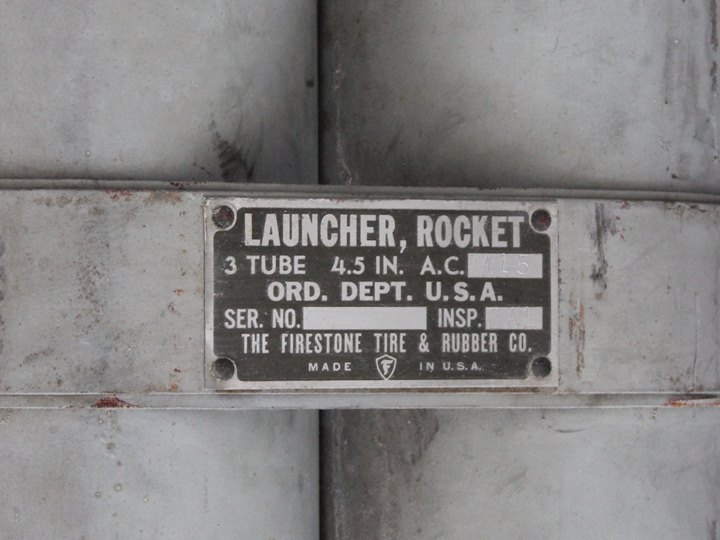 LAUNCHER, ROCKET
3 TUBE 4.5 IN. A.C.
ORD. DEPT. U.S.A.
SER. NO. INSP.
THE FIRESTONE TIRE & RUBBER CO.
MADE F IN U.S.A.